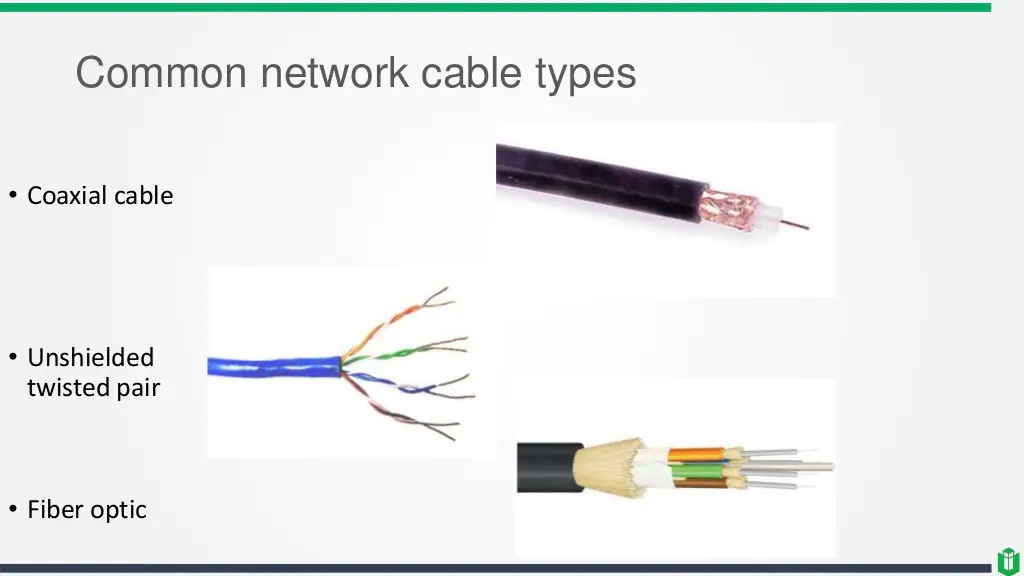 Common network cable types
• Coaxial cable
• Unshielded
twisted pair
• Fiber optic